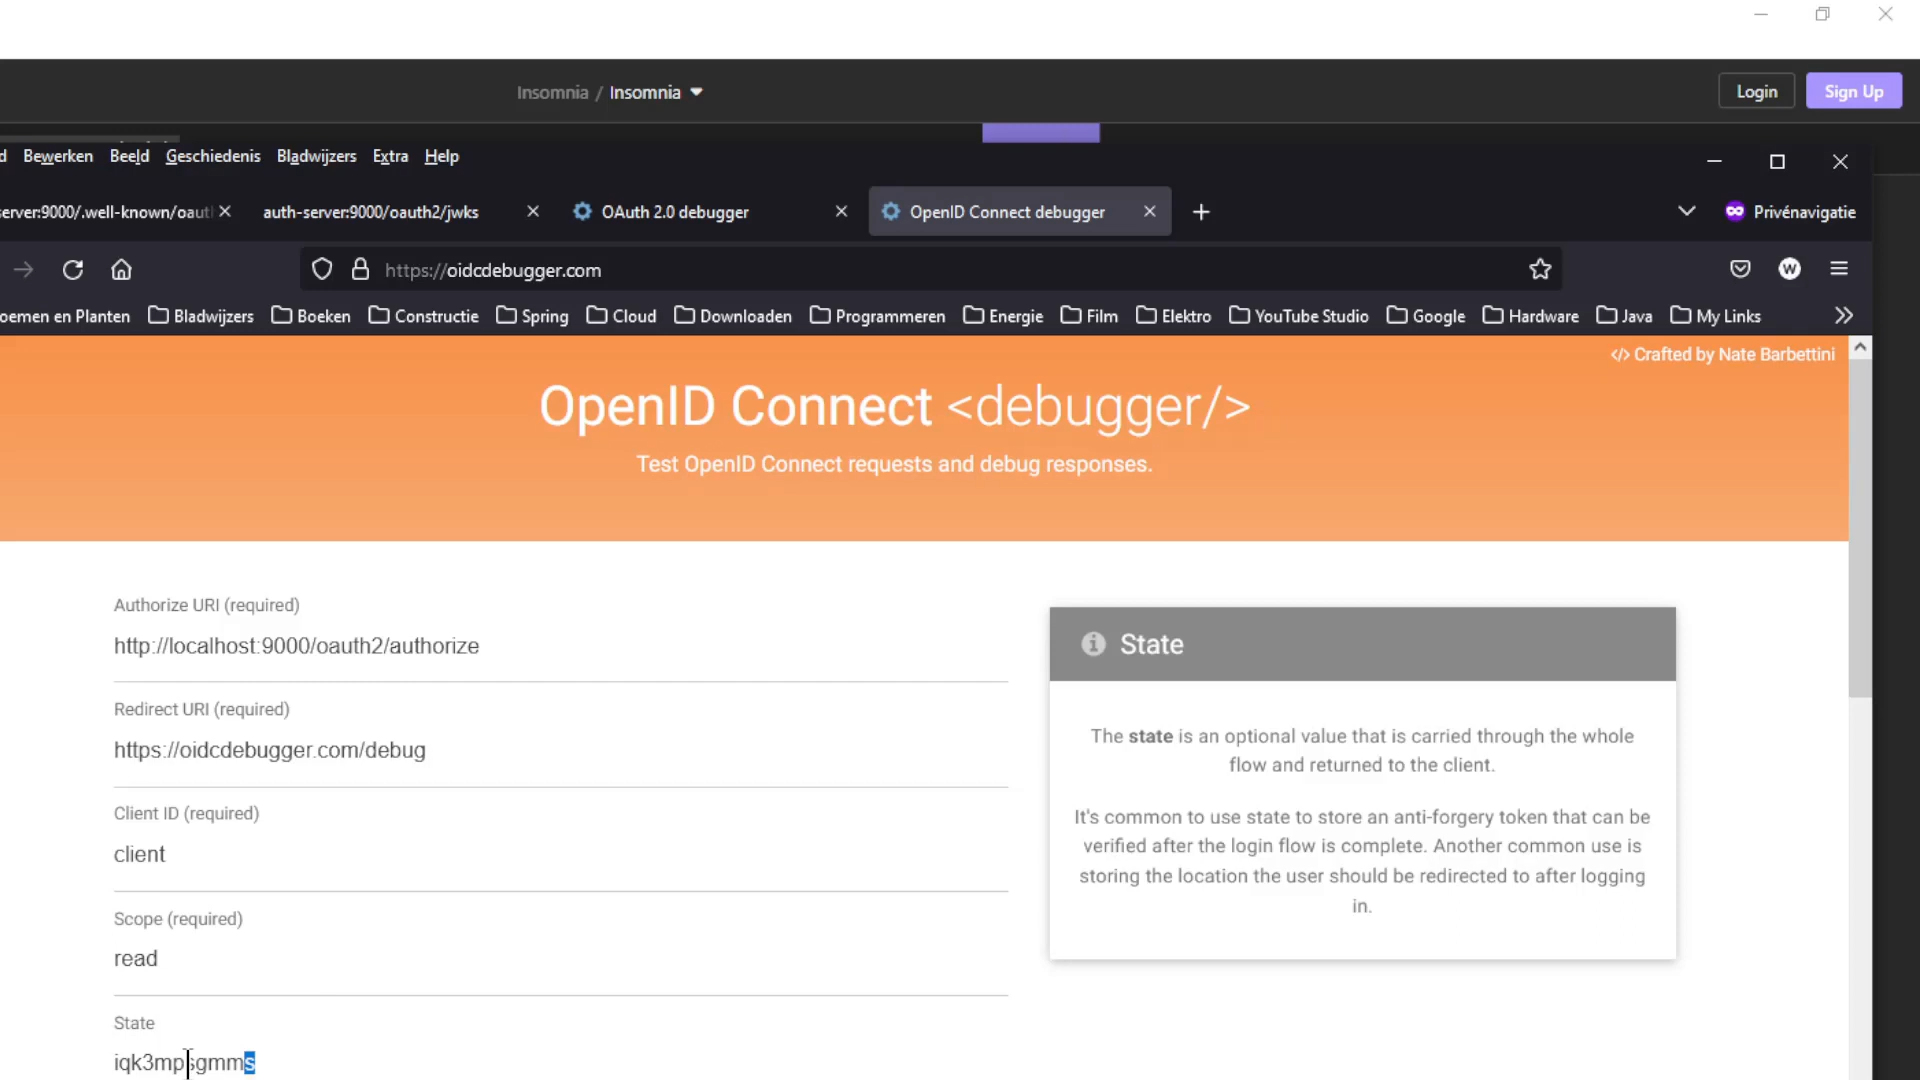 Insomnia / Insomnia
Login
Sign Up
d Bewerken Beeld Geschiedenis Bladwijzers Extra Help
erver:9000/.well-known/oaut
auth-server:9000/oauth2/jwks
OAuth 2.0 debugger
OpenID Connect debugger
Privénavigatie
https://oidcdebugger.com
W
oemen en Planten
Bladwijzers
Boeken
Constructie
Spring
Cloud
Downloaden
Programmeren
Energie
Film
Elektro
YouTube Studio
Google
Hardware
Java
My Links
</> Crafted by Nate Barbettini
OpenID Connect <debugger/>
Test OpenID Connect requests and debug responses.
Authorize URI (required)
http://localhost:9000/oauth2/authorize
Redirect URI (required)
https://oidcdebugger.com/debug
Client ID (required)
client
Scope (required)
read
State
iqk3mpsgmms
State
The state is an optional value that is carried through the whole
flow and returned to the client.
It's common to use state to store an anti-forgery token that can be
verified after the login flow is complete. Another common use is
storing the location the user should be redirected to after logging
in.